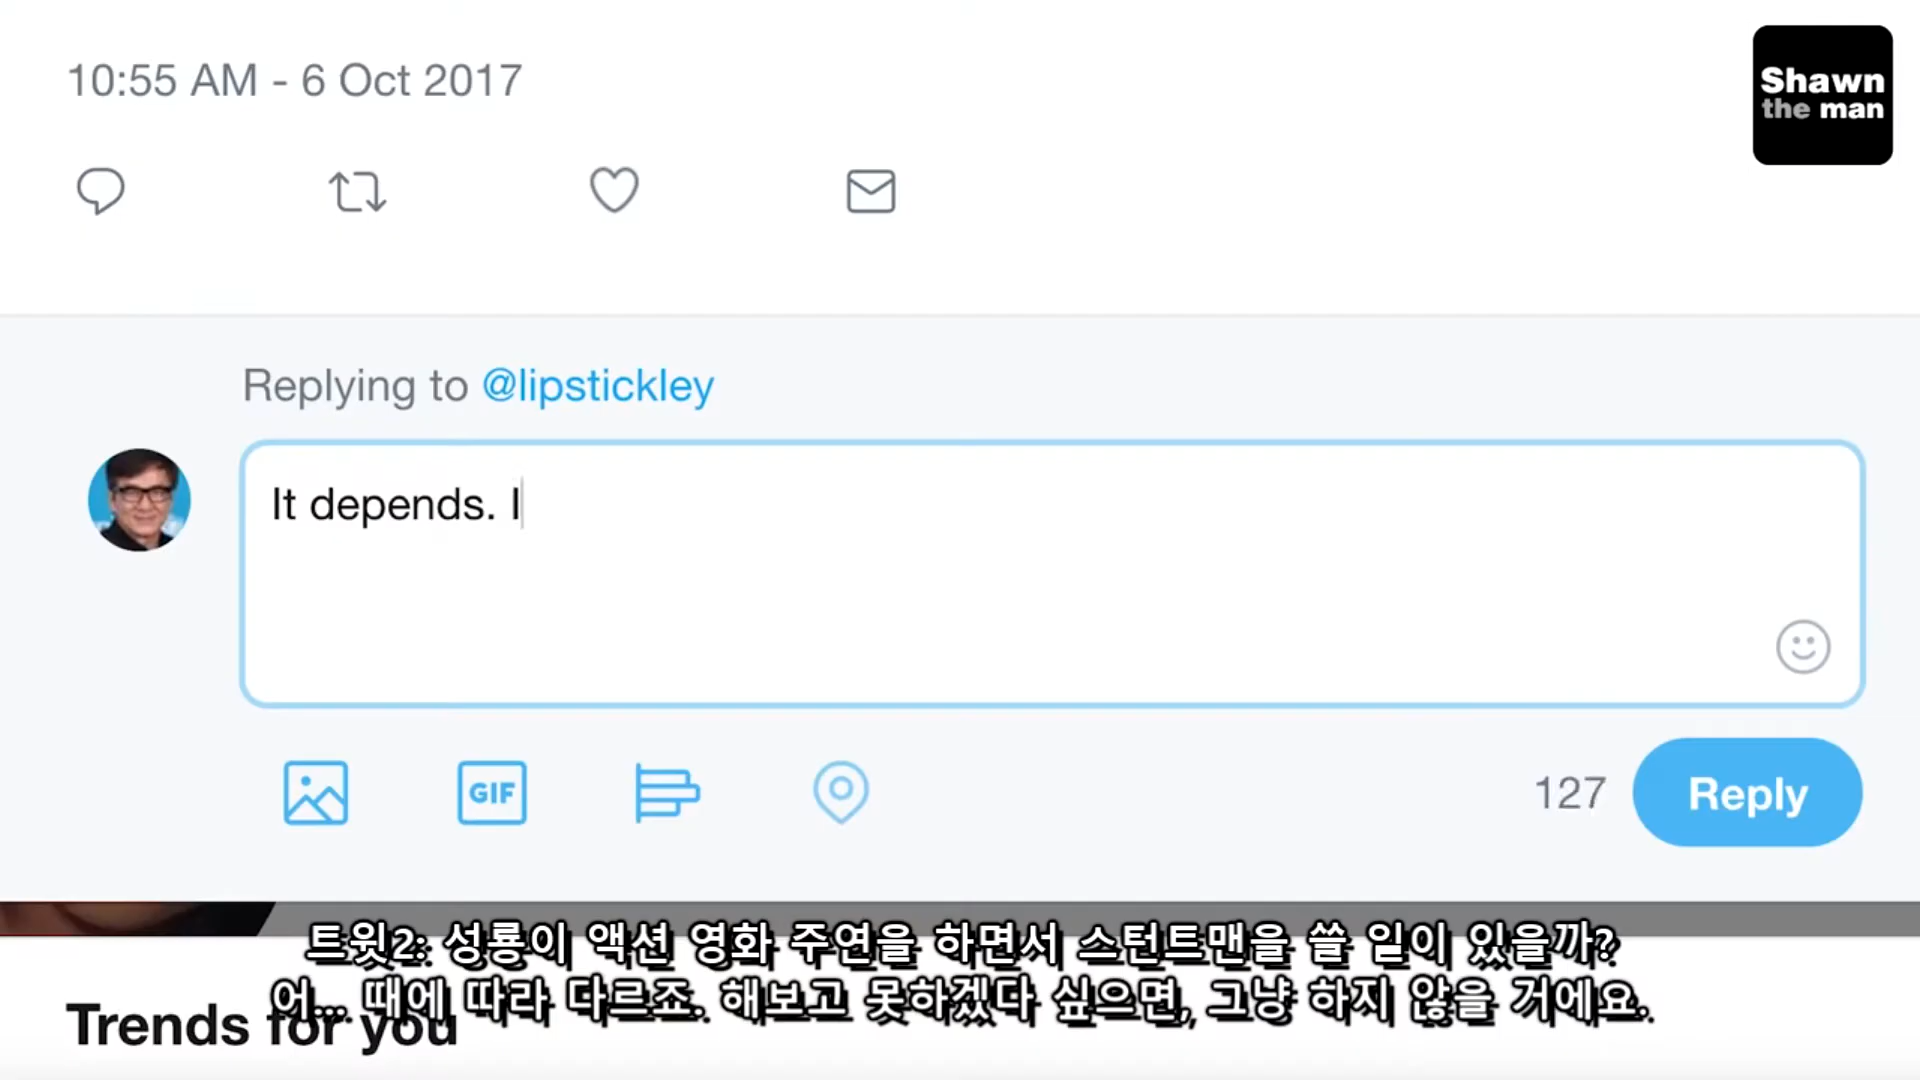 10:55 AM - 6 Oct 2017
Shawn
the man
Replying to @lipstickley
It depends. I
GIF
127
Reply
트윗2: 성룡이 액션 영화 주연을 하면서 스턴트맨을 쓸 일이 있을까?
어... 때에 따라 다르죠. 해보고 못하겠다 싶으면, 그냥 하지 않을 거에요.
Trends for you